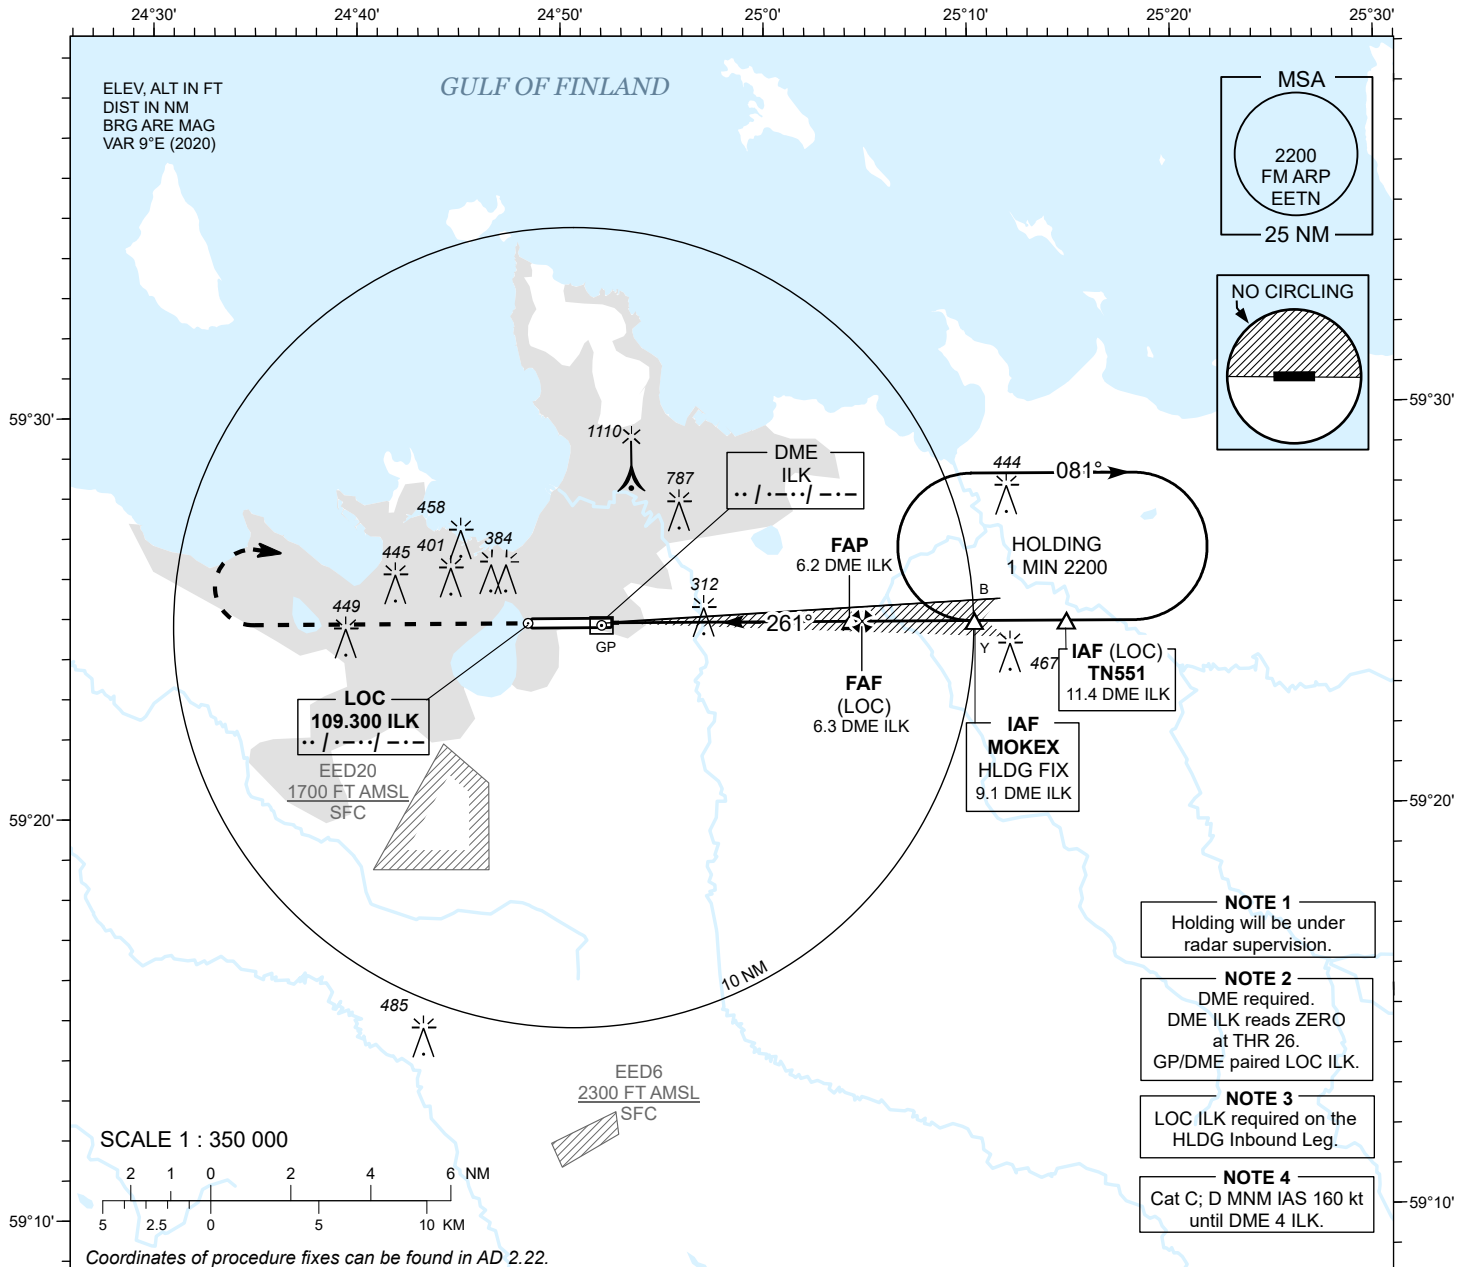 24°30'
24°40'
24°50'
25°0'
25°10'
25°20'
25°30'
ELEV, ALT IN FT
DIST IN NM
BRG ARE MAG
VAR 9°E (2020)
GULF OF FINLAND
MSA
2200
FM ARP
EETN
25 NM
NO CIRCLING
59°30'
59°30'
1110
787
DME
ILK
444
081°
458
445
401
384
449
312
FAP
6.2 DME ILK
HOLDING
1 MIN 2200
B
261°
GP
Y
467
IAF (LOC)
TN551
11.4 DME ILK
FAF
(LOC)
6.3 DME ILK
LOC
109.300 ILK
IAF
MOKEX
HLDG FIX
9.1 DME ILK
EED20
1700 FT AMSL
SFC
59°20'
59°20'
10 NM
485
EED6
2300 FT AMSL
SFC
NOTE 1
Holding will be under
radar supervision.
NOTE 2
DME required.
DME ILK reads ZERO
at THR 26.
GP/DME paired LOC ILK.
NOTE 3
LOC ILK required on the
HLDG Inbound Leg.
NOTE 4
Cat C; D MNM IAS 160 kt
until DME 4 ILK.
SCALE 1 : 350 000
2 1 0 2 4 6 NM
5 2.5 0 5 10 KM
59°10'
59°10'
Coordinates of procedure fixes can be found in AD 2.22.